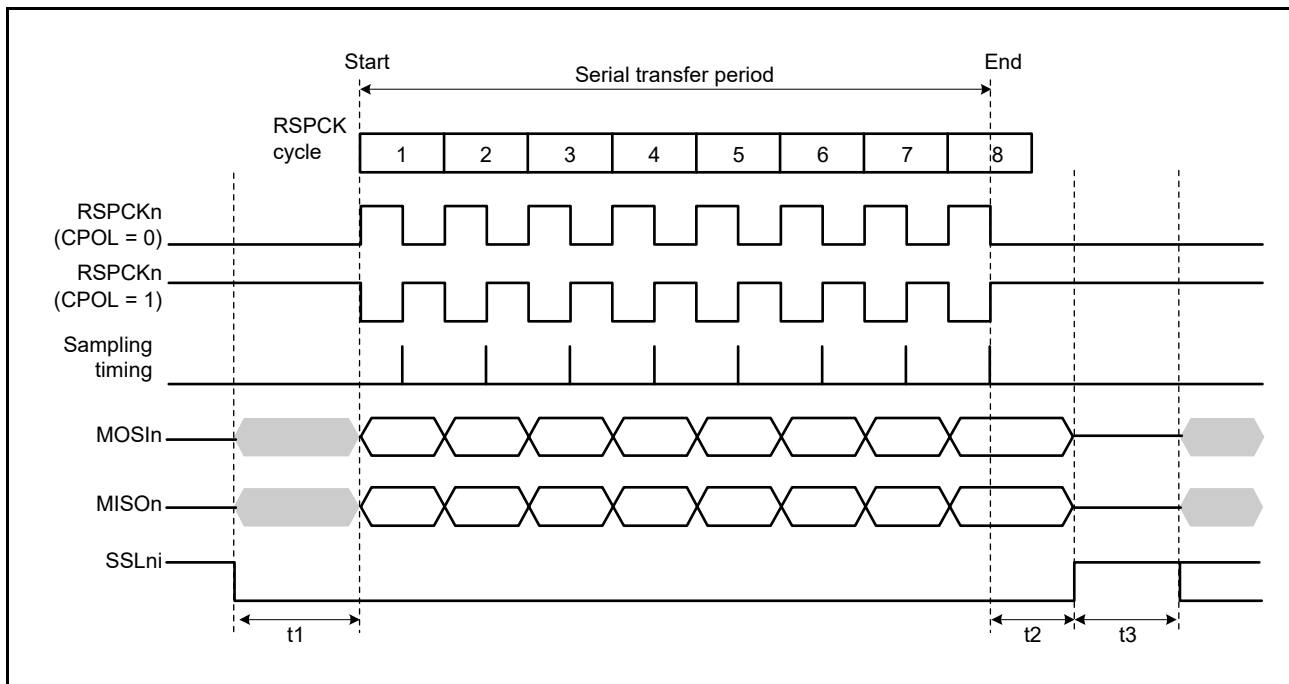 Start
End
Serial transfer period
RSPCK
cycle
1 2 3 4 5 6 7 8
RSPCKn
(CPOL = 0)
RSPCKn
(CPOL = 1)
Sampling
timing
MOSIn
MISOn
SSLni
t1
t2
t3